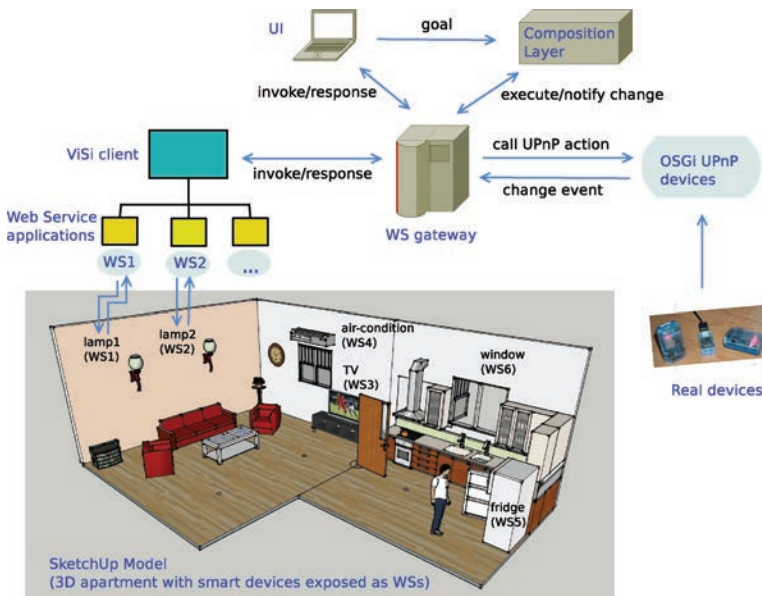 UI
goal
Composition
Layer
invoke/response
execute/notify change
ViSi client
invoke/response
call UPnP action
change event
OSGi UPnP
devices
WS gateway
Web Service
applications
WS1
WS2
...
lamp1
(WS1)
lamp2
(WS2)
air-condition
(WS4)
TV
(WS3)
window
(WS6)
fridge
(WS5)
Real devices
SketchUp Model
(3D apartment with smart devices exposed as WSs)